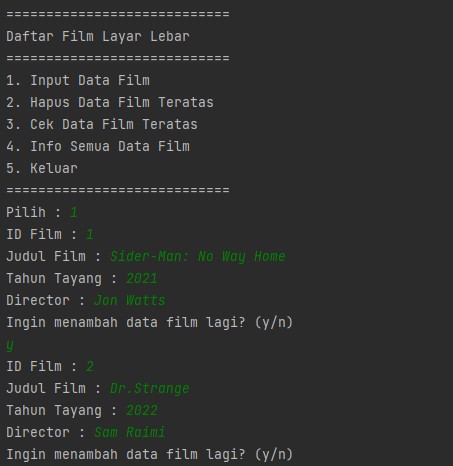 ============================
Daftar Film Layar Lebar
============================
1. Input Data Film
2. Hapus Data Film Teratas
3. Cek Data Film Teratas
4. Info Semua Data Film
5. Keluar
============================
Pilih : 1
ID Film : 1
Judul Film : Sider-Man: No Way Home
Tahun Tayang : 2021
Director : Jon Watts
Ingin menambah data film lagi? (y/n)
y
ID Film : 2
Judul Film : Dr.Strange
Tahun Tayang : 2022
Director : Sam Raimi
Ingin menambah data film lagi? (y/n)